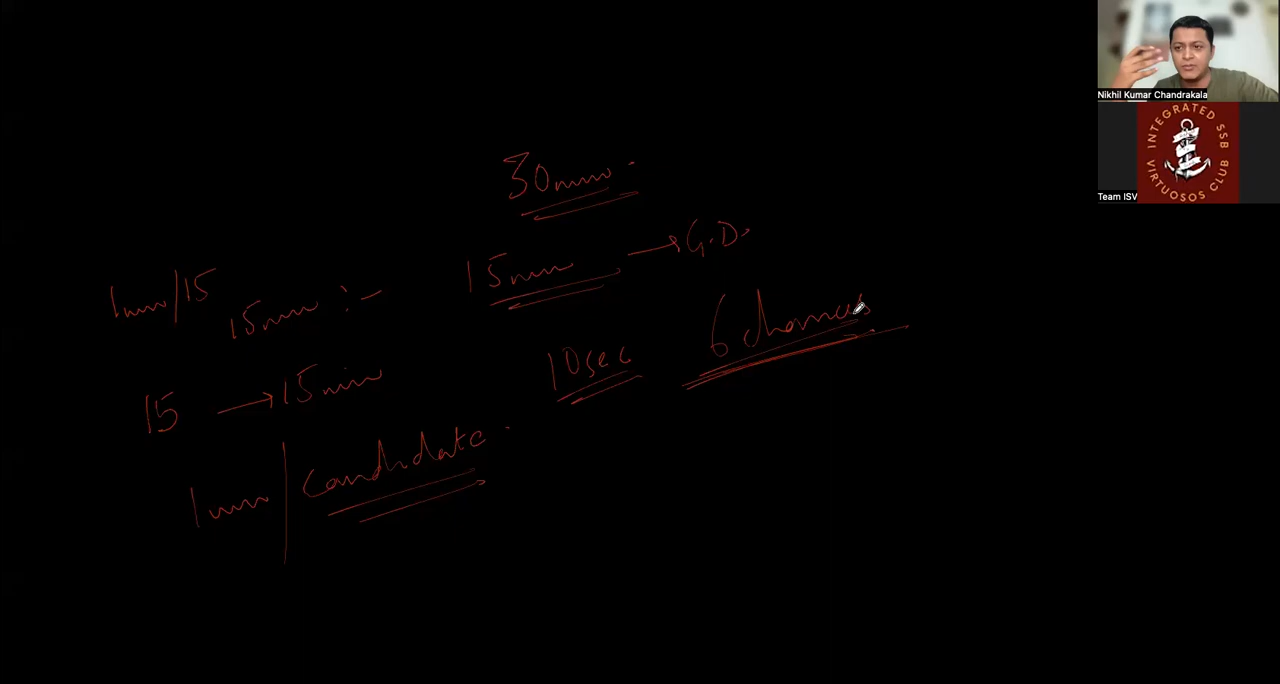 30min.
15min → G.D.
1min/15
15min :-
10sec
6 chances
15 → 15min
1min/candidate.
Nikhil Kumar Chandrakala
INTEGRATED SSB
VIRTUOSOS CLUB
Team ISV